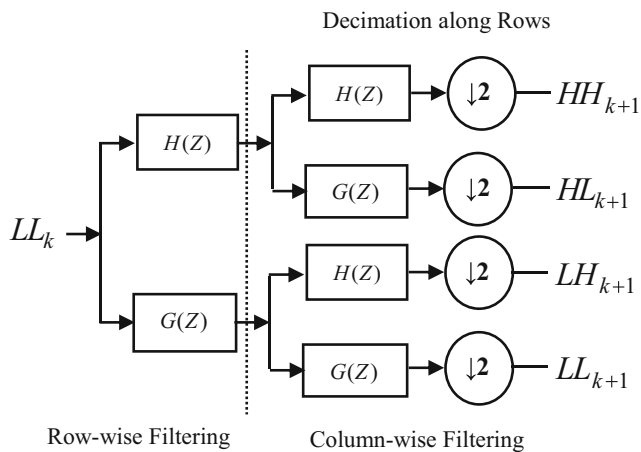 Decimation along Rows
H(Z)
↓2
HH_{k+1}
H(Z)
G(Z)
↓2
HL_{k+1}
LL_k
H(Z)
↓2
LH_{k+1}
G(Z)
G(Z)
↓2
LL_{k+1}
Row-wise Filtering
Column-wise Filtering